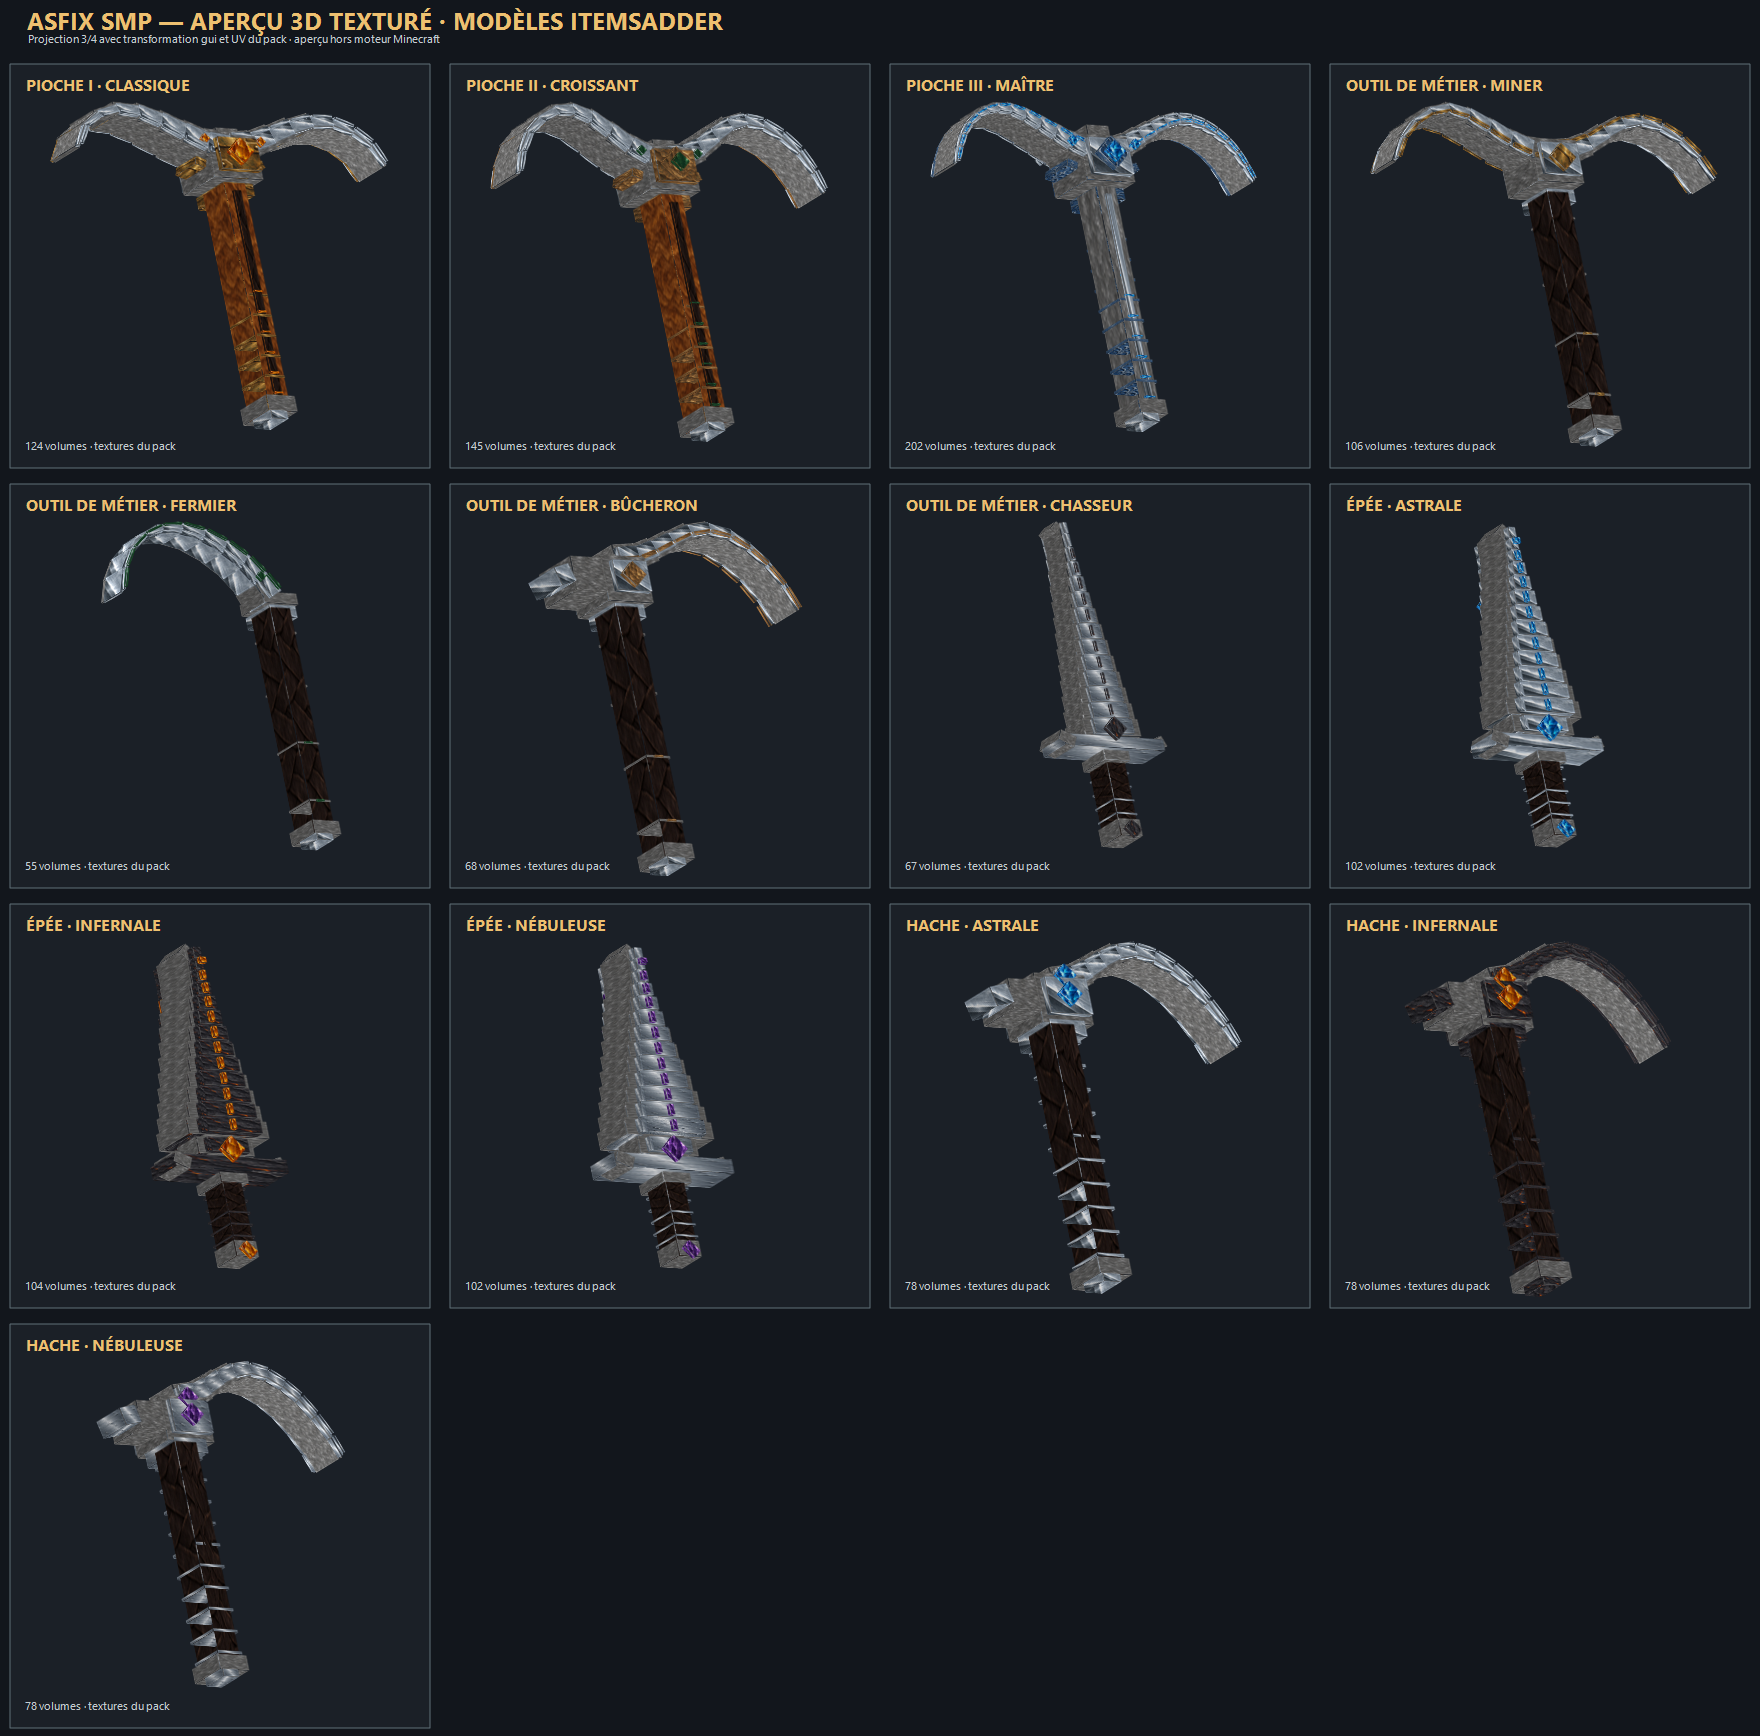 ASFIX SMP — APERÇU 3D TEXTURÉ · MODÈLES ITEMSADDER
Projection 3/4 avec transformation gui et UV du pack · aperçu hors moteur Minecraft
PIOCHE I · CLASSIQUE
124 volumes · textures du pack
PIOCHE II · CROISSANT
145 volumes · textures du pack
PIOCHE III · MAÎTRE
202 volumes · textures du pack
OUTIL DE MÉTIER · MINER
106 volumes · textures du pack
OUTIL DE MÉTIER · FERMIER
55 volumes · textures du pack
OUTIL DE MÉTIER · BÛCHERON
68 volumes · textures du pack
OUTIL DE MÉTIER · CHASSEUR
67 volumes · textures du pack
ÉPÉE · ASTRALE
102 volumes · textures du pack
ÉPÉE · INFERNALE
104 volumes · textures du pack
ÉPÉE · NÉBULEUSE
102 volumes · textures du pack
HACHE · ASTRALE
78 volumes · textures du pack
HACHE · INFERNALE
78 volumes · textures du pack
HACHE · NÉBULEUSE
78 volumes · textures du pack